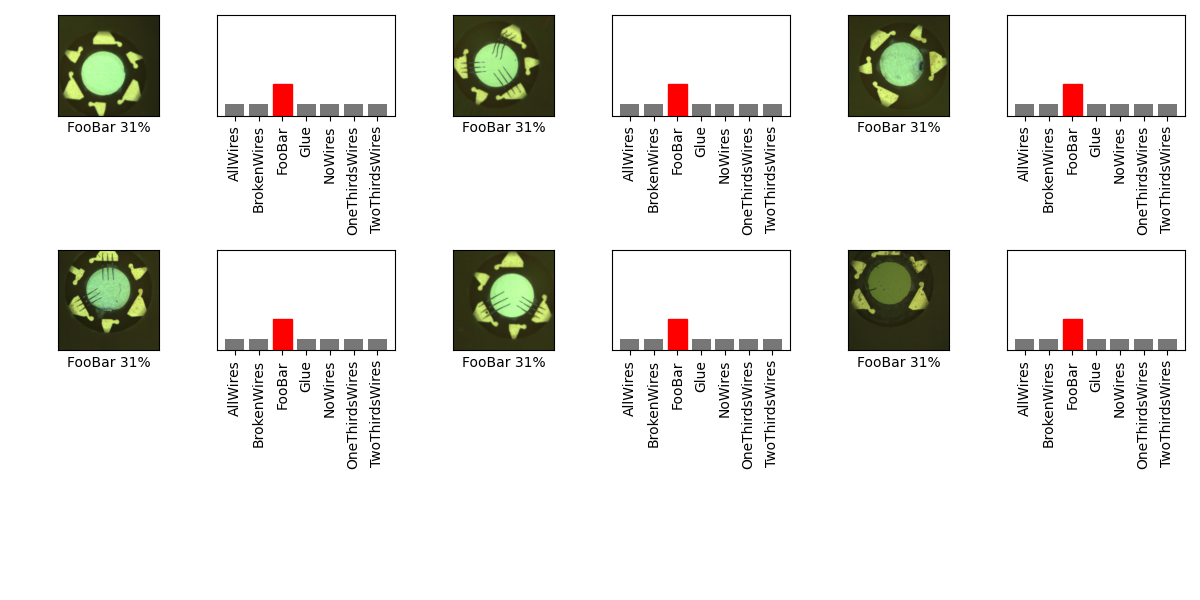 FooBar 31%
AllWires
BrokenWires
FooBar
Glue
NoWires
OneThirdsWires
TwoThirdsWires
FooBar 31%
AllWires
BrokenWires
FooBar
Glue
NoWires
OneThirdsWires
TwoThirdsWires
FooBar 31%
AllWires
BrokenWires
FooBar
Glue
NoWires
OneThirdsWires
TwoThirdsWires
FooBar 31%
AllWires
BrokenWires
FooBar
Glue
NoWires
OneThirdsWires
TwoThirdsWires
FooBar 31%
AllWires
BrokenWires
FooBar
Glue
NoWires
OneThirdsWires
TwoThirdsWires
FooBar 31%
AllWires
BrokenWires
FooBar
Glue
NoWires
OneThirdsWires
TwoThirdsWires